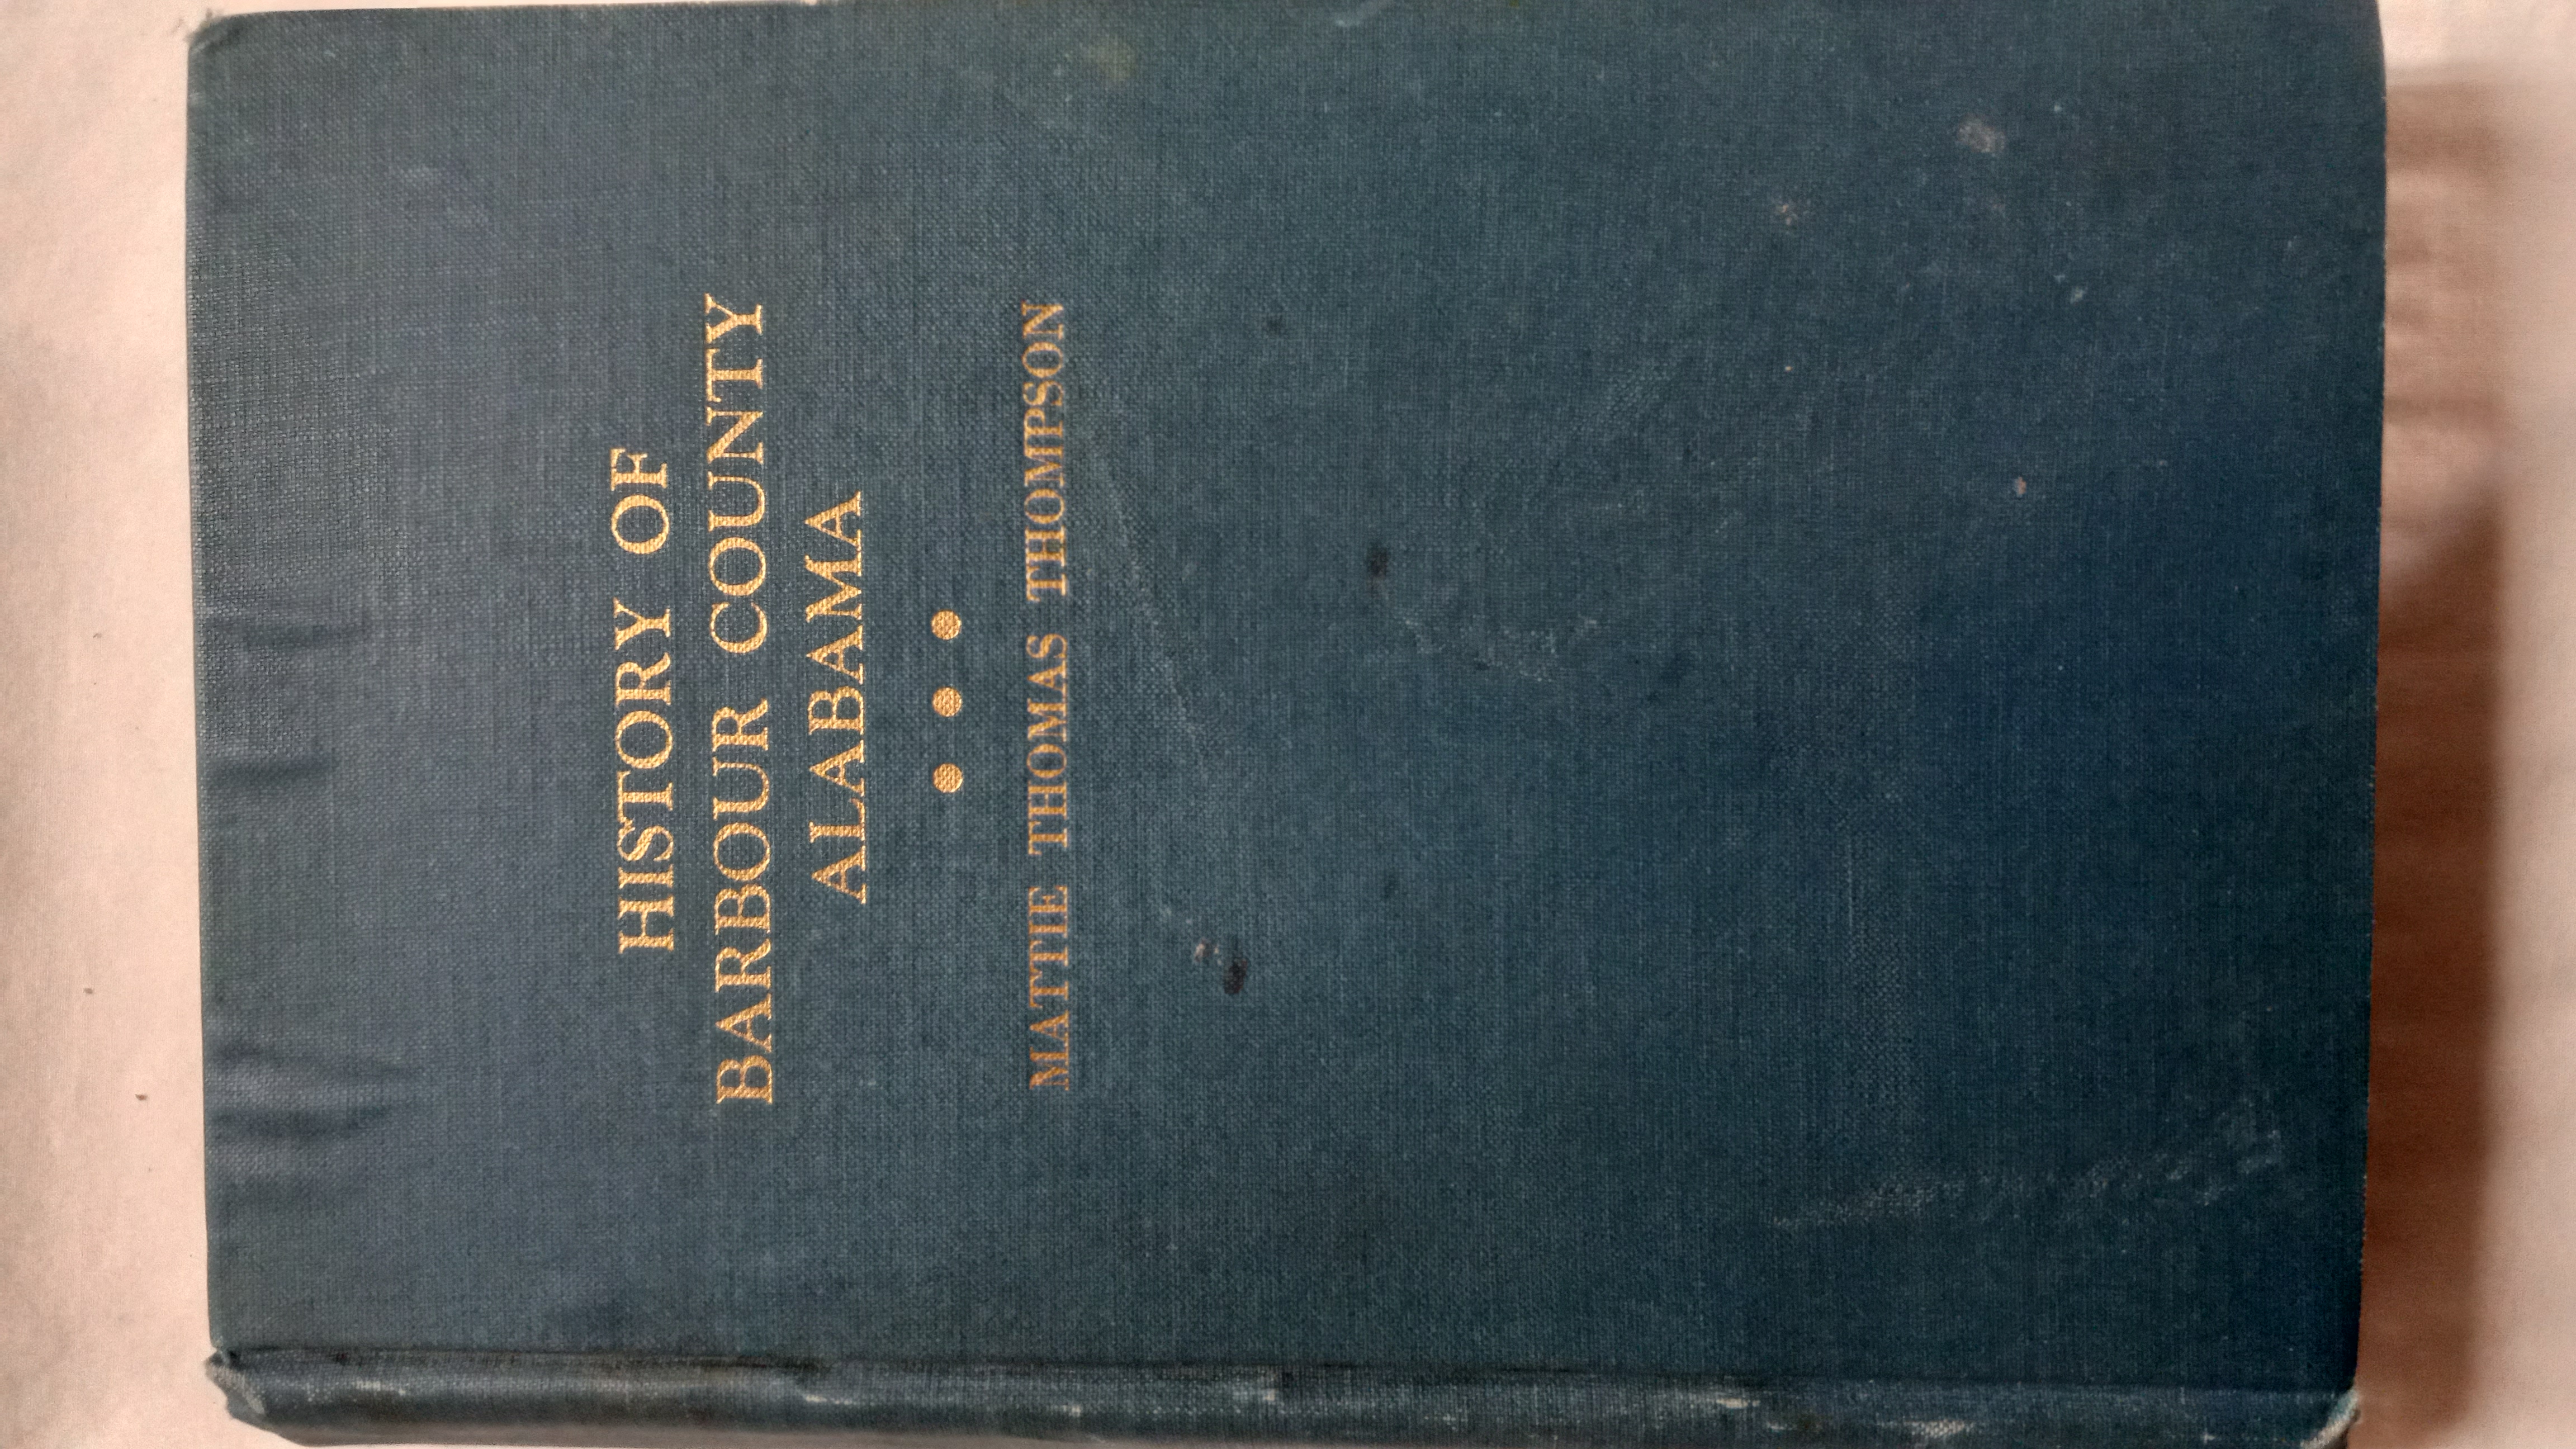 HISTORY OF
BARBOUR COUNTY
ALABAMA
MATTIE THOMAS THOMPSON